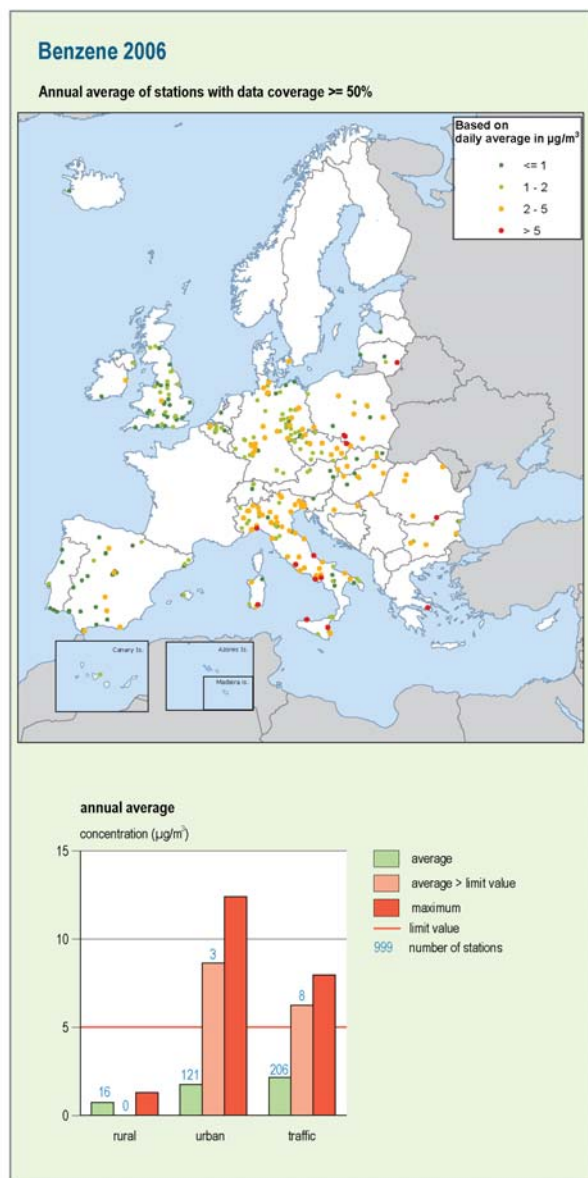 Benzene 2006
Annual average of stations with data coverage >= 50%
Based on
daily average in µg/m³
<= 1
1 - 2
2 - 5
> 5
Canary Is.
Azores Is.
Madeira is.
annual average
concentration (µg/m³)
15
10
5
0
16
0
121
3
206
8
rural
urban
traffic
average
average > limit value
maximum
limit value
999 number of stations